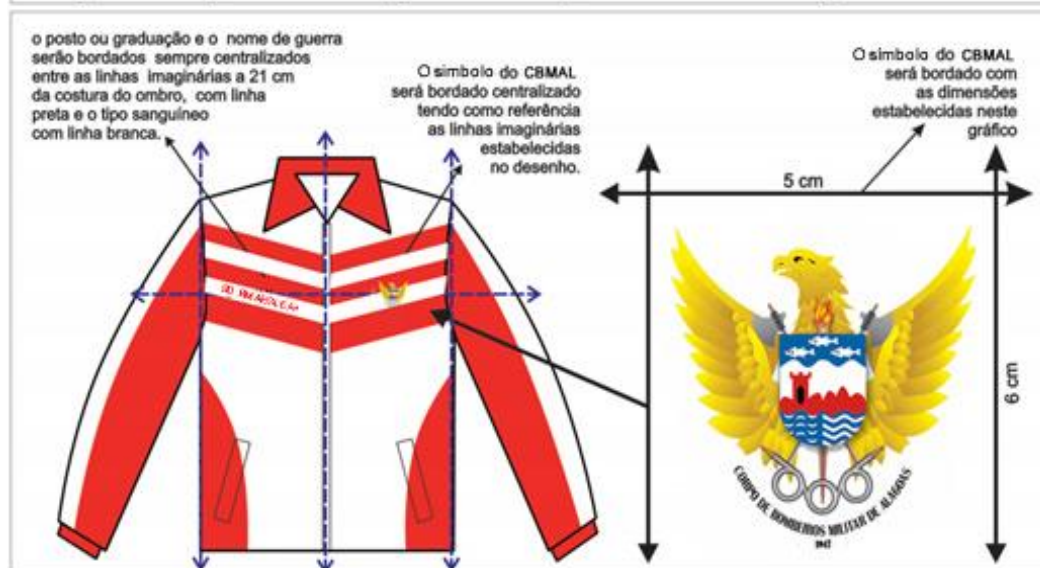 o posto ou graduação e o nome de guerra
serão bordados sempre centralizados
entre as linhas imaginárias a 21 cm
da costura do ombro, com linha
preta e o tipo sanguíneo
com linha branca.
O simbolo do CBMAL
será bordado centralizado
tendo como referência
as linhas imaginárias
estabelecidas
no desenho.
O simbolo do CBMAL
será bordado com
as dimensões
estabelecidas neste
gráfico
5 cm
6 cm
CORPO DE BOMBEIROS MILITAR DE ALAGOAS